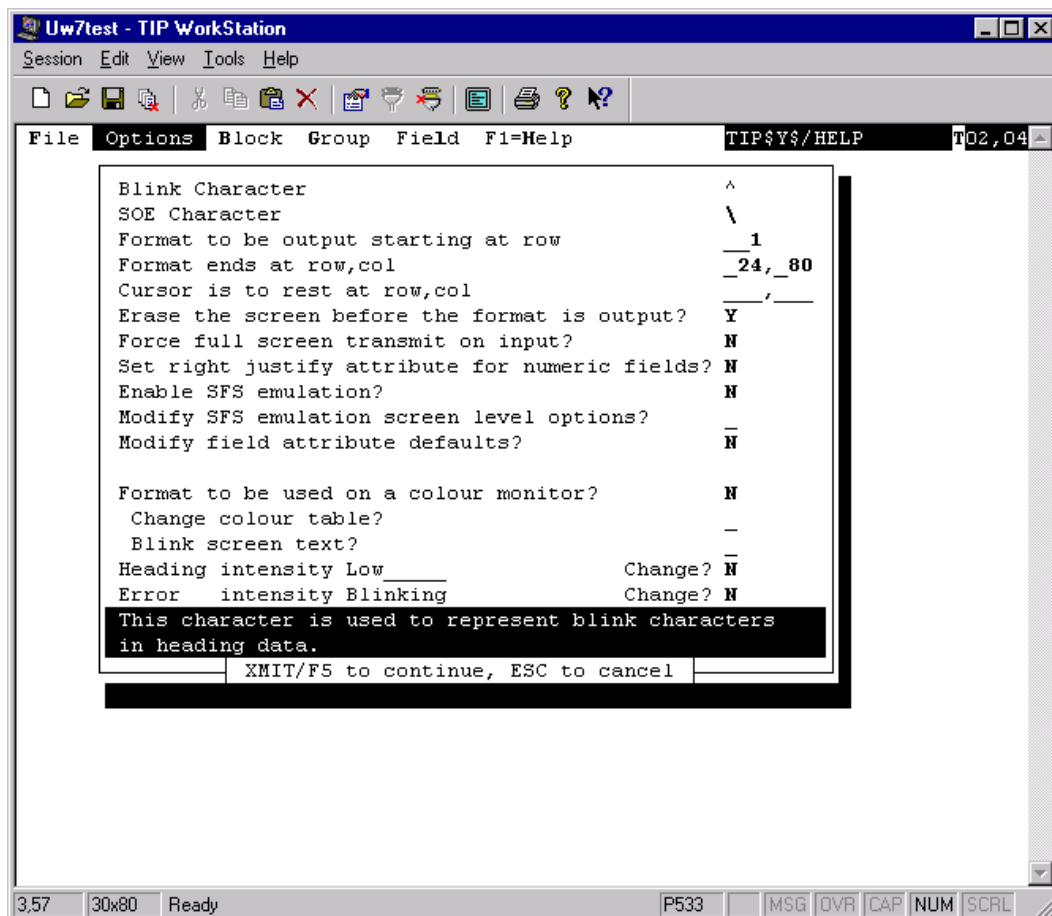 Uw7test - TIP WorkStation
Session Edit View Tools Help
File Options Block Group Field F1=Help TIP$Y$/HELP T02,04
Blink Character ^
SOE Character \
Format to be output starting at row __1
Format ends at row,col _24,_80
Cursor is to rest at row,col ___,___
Erase the screen before the format is output? Y
Force full screen transmit on input? N
Set right justify attribute for numeric fields? N
Enable SFS emulation? N
Modify SFS emulation screen level options? _
Modify field attribute defaults? N
Format to be used on a colour monitor? N
Change colour table? _
Blink screen text? _
Heading intensity Low_____ Change? N
Error intensity Blinking Change? N
This character is used to represent blink characters
in heading data.
XMIT/F5 to continue, ESC to cancel
3,57 30x80 Ready P533 MSG OVR CAP NUM SCRL